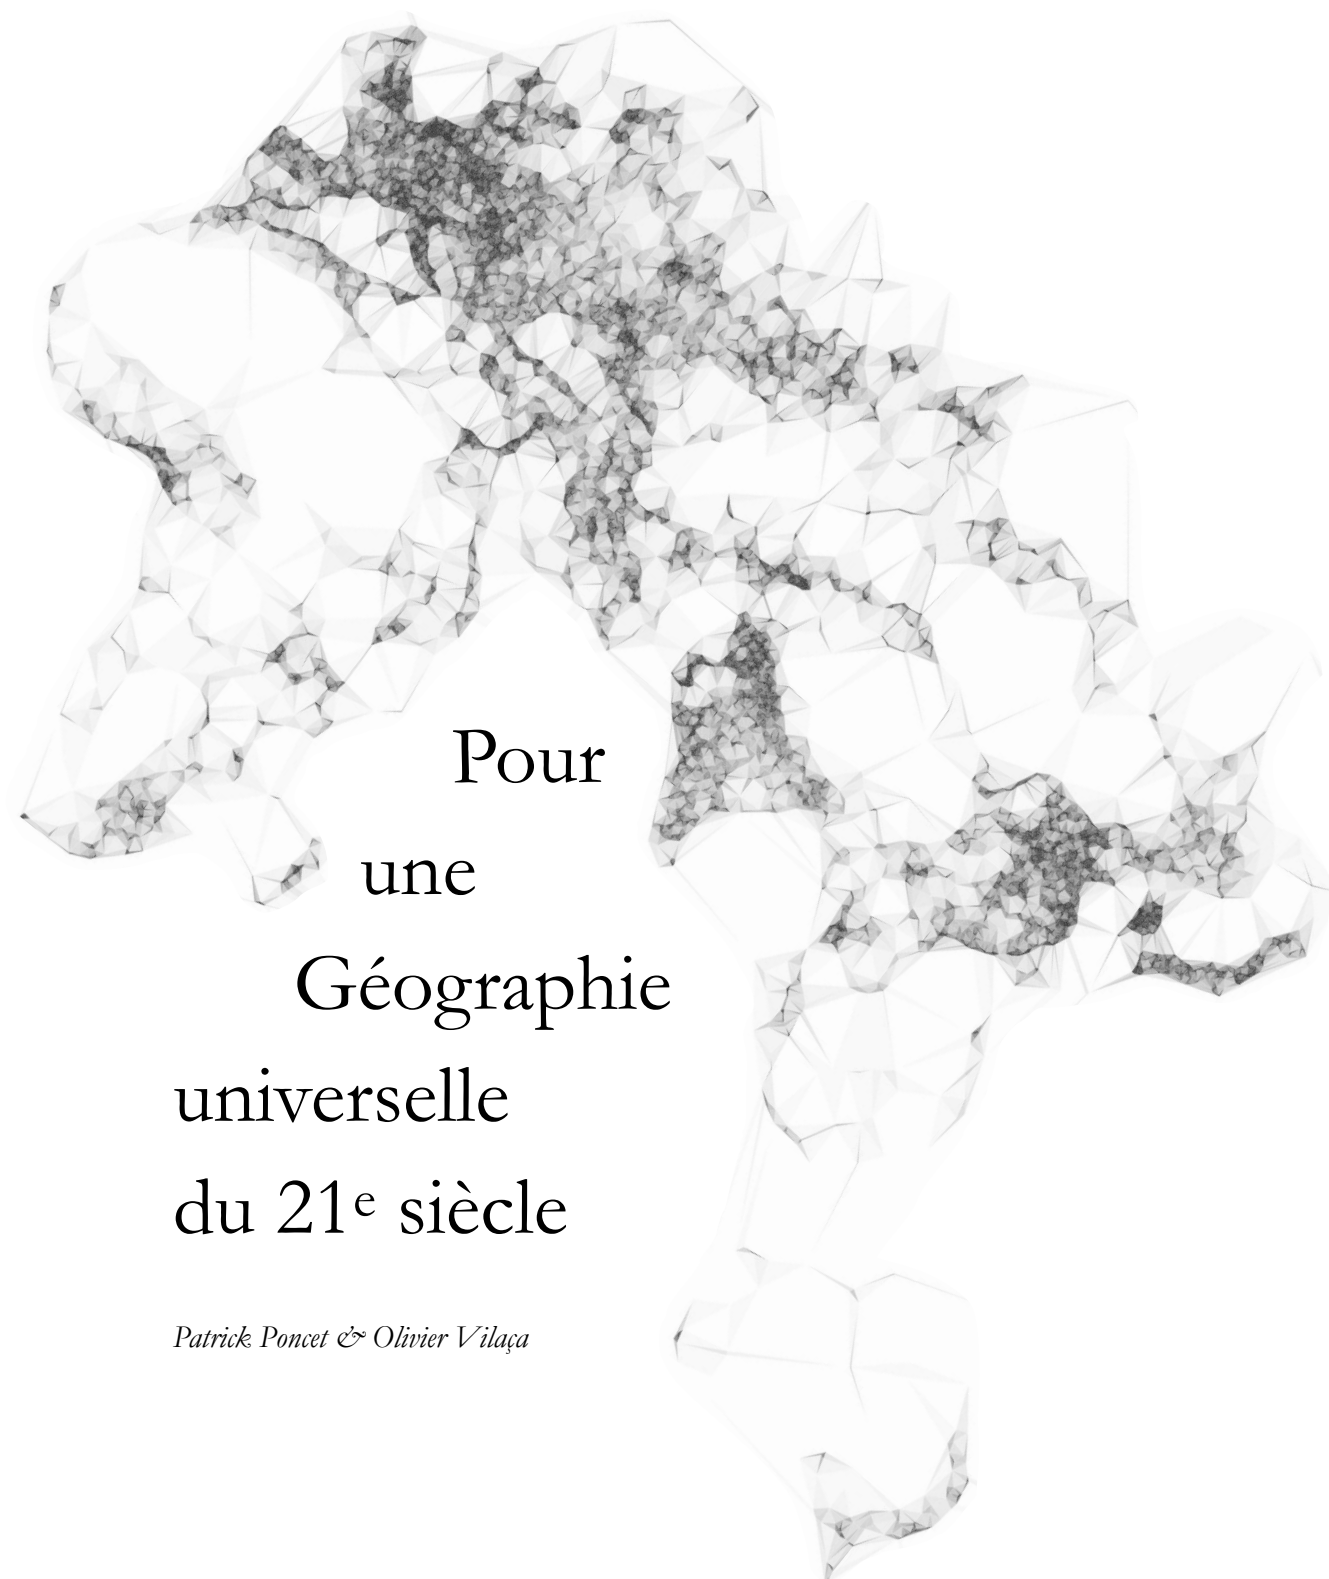 Pour
une
Géographie
universelle
du 21e siècle
Patrick Poncet & Olivier Vilaça